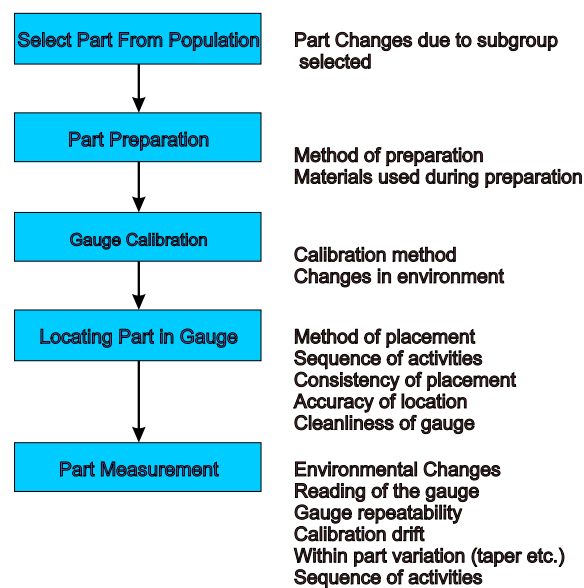 Select Part From Population
Part Changes due to subgroup
selected
Part Preparation
Method of preparation
Materials used during preparation
Gauge Calibration
Calibration method
Changes in environment
Locating Part in Gauge
Method of placement
Sequence of activities
Consistency of placement
Accuracy of location
Cleanliness of gauge
Part Measurement
Environmental Changes
Reading of the gauge
Gauge repeatability
Calibration drift
Within part variation (taper etc.)
Sequence of activities